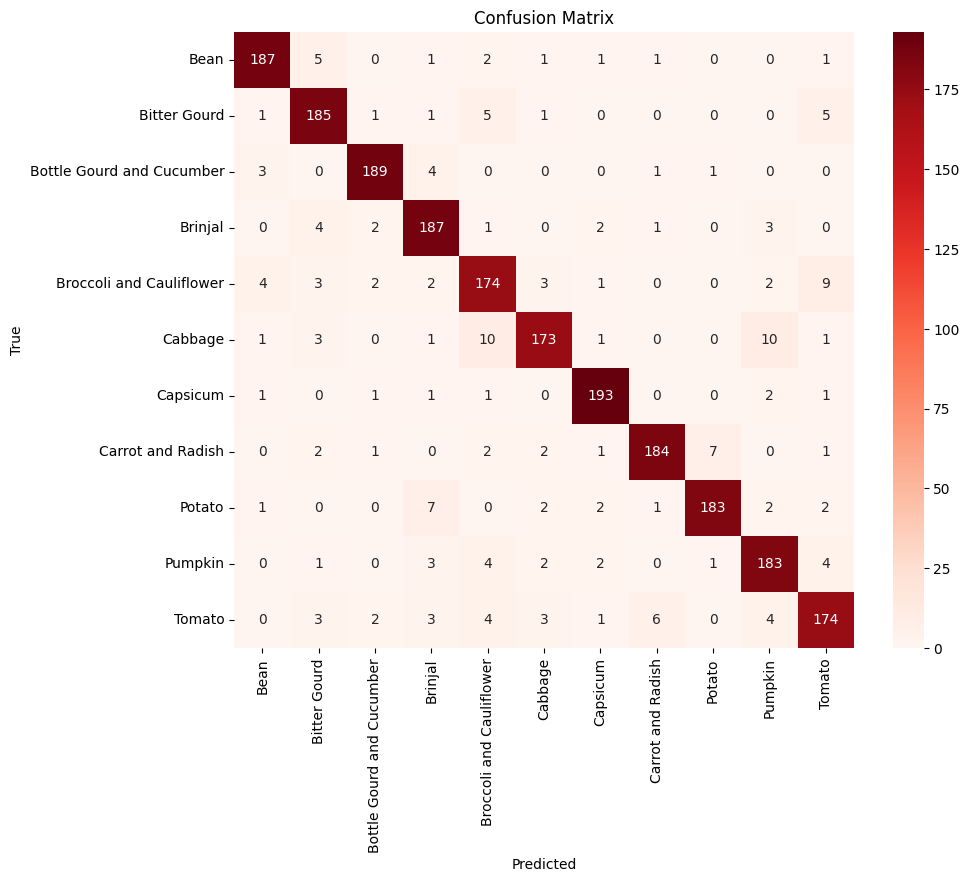 Confusion Matrix
Bean 187 5 0 1 2 1 1 1 0 0 1
Bitter Gourd 1 185 1 1 5 1 0 0 0 0 5
Bottle Gourd and Cucumber 3 0 189 4 0 0 0 1 1 0 0
Brinjal 0 4 2 187 1 0 2 1 0 3 0
Broccoli and Cauliflower 4 3 2 2 174 3 1 0 0 2 9
Cabbage 1 3 0 1 10 173 1 0 0 10 1
Capsicum 1 0 1 1 1 0 193 0 0 2 1
Carrot and Radish 0 2 1 0 2 2 1 184 7 0 1
Potato 1 0 0 7 0 2 2 1 183 2 2
Pumpkin 0 1 0 3 4 2 2 0 1 183 4
Tomato 0 3 2 3 4 3 1 6 0 4 174
True
Bean
Bitter Gourd
Bottle Gourd and Cucumber
Brinjal
Broccoli and Cauliflower
Cabbage
Capsicum
Carrot and Radish
Potato
Pumpkin
Tomato
Predicted
175
150
125
100
75
50
25
0